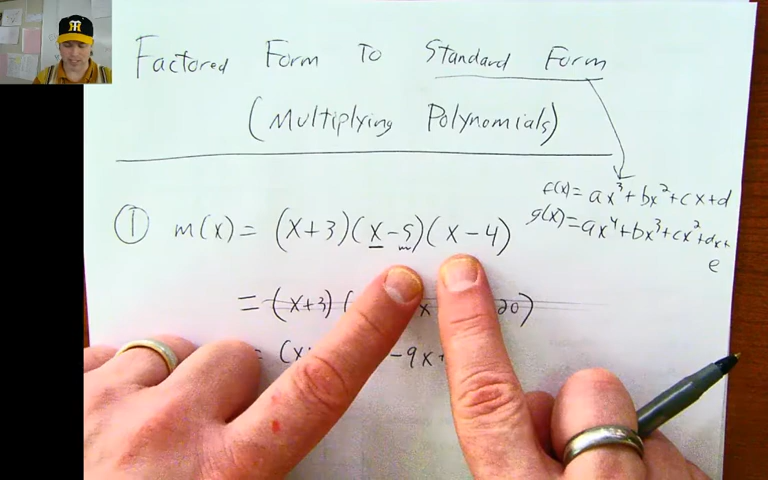 Factored Form to Standard Form
(Multiplying Polynomials)
f(x) = ax³ + bx² + cx + d
g(x) = ax⁴ + bx³ + cx² + dx +
e
① m(x) = (x+3)(x-5)(x-4)
= (x+3)( x 20)
= (x - 9x+